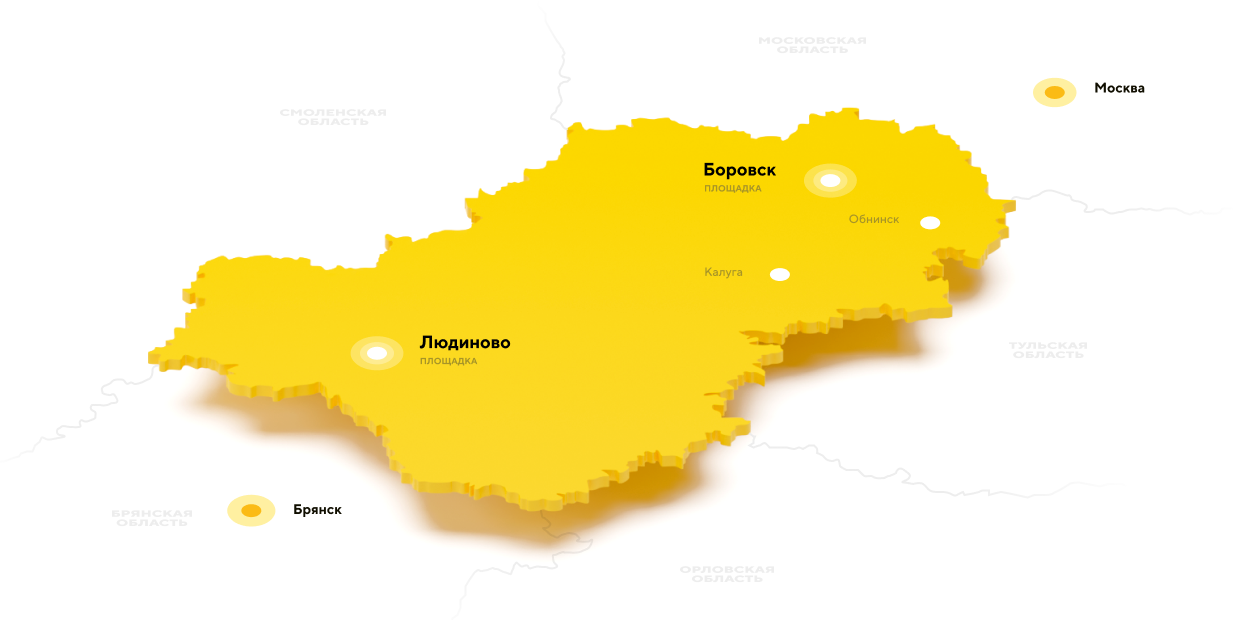 МОСКОВСКАЯ
ОБЛАСТЬ
Москва
СМОЛЕНСКАЯ
ОБЛАСТЬ
Боровск
ПЛОЩАДКА
Обнинск
Калуга
Людиново
ПЛОЩАДКА
ТУЛЬСКАЯ
ОБЛАСТЬ
Брянск
БРЯНСКАЯ
ОБЛАСТЬ
ОРЛОВСКАЯ
ОБЛАСТЬ